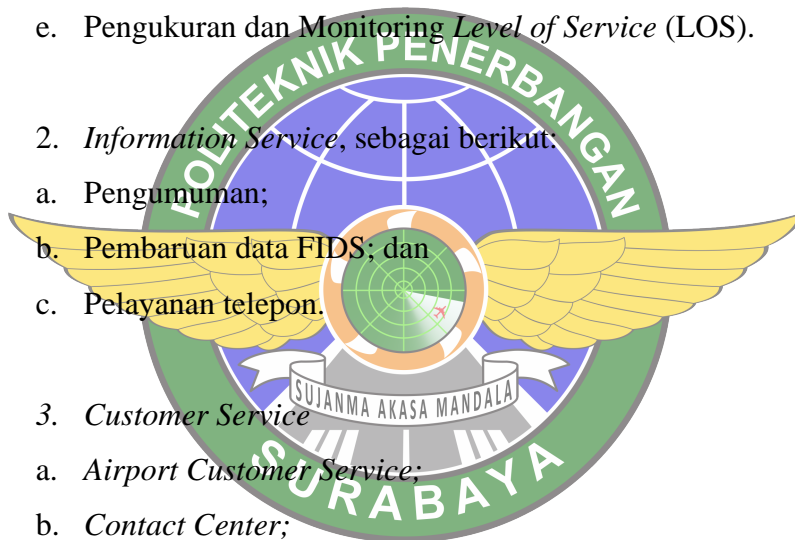 e. Pengukuran dan Monitoring Level of Service (LOS).
POLITEKNIK PENERBANGAN
2. Information Service, sebagai berikut:
a. Pengumuman;
b. Pembaruan data FIDS; dan
c. Pelayanan telepon.
SUJANMA AKASA MANDALA
3. Customer Service
a. Airport Customer Service;
SURABAYA
b. Contact Center;